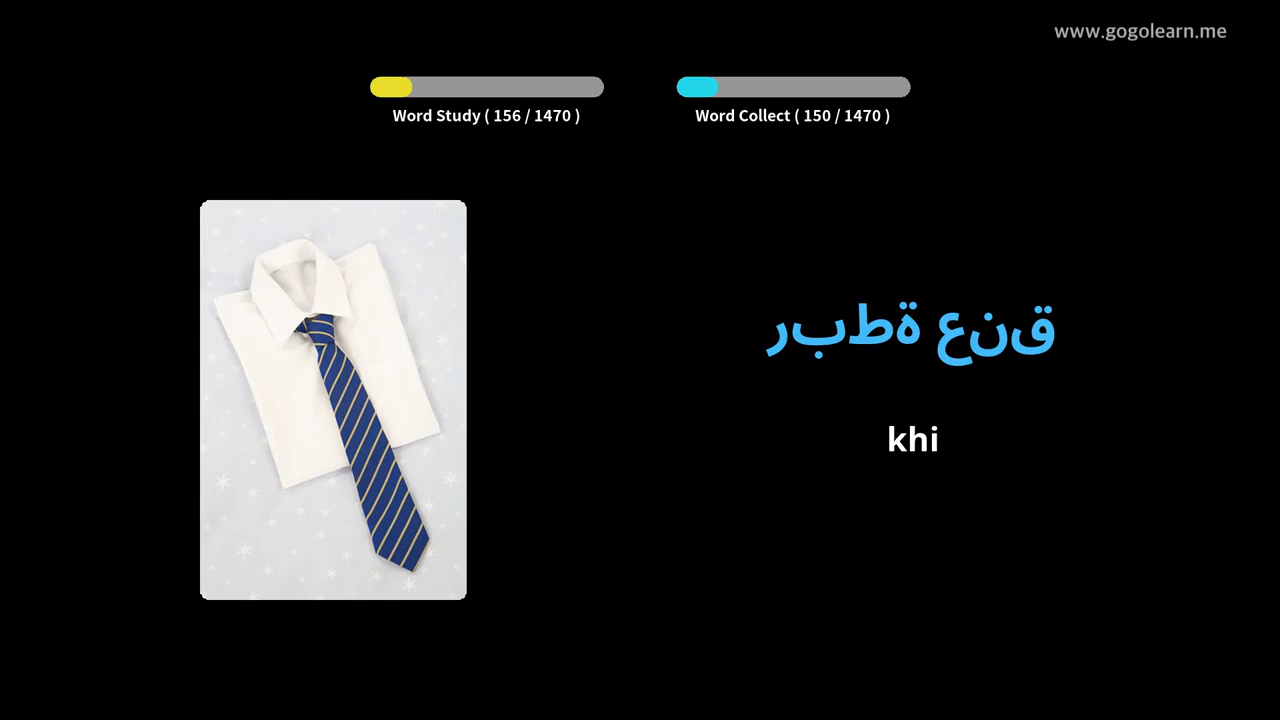 www.gogolearn.me
Word Study ( 156 / 1470 )
Word Collect ( 150 / 1470 )
ربطة عنق
khi